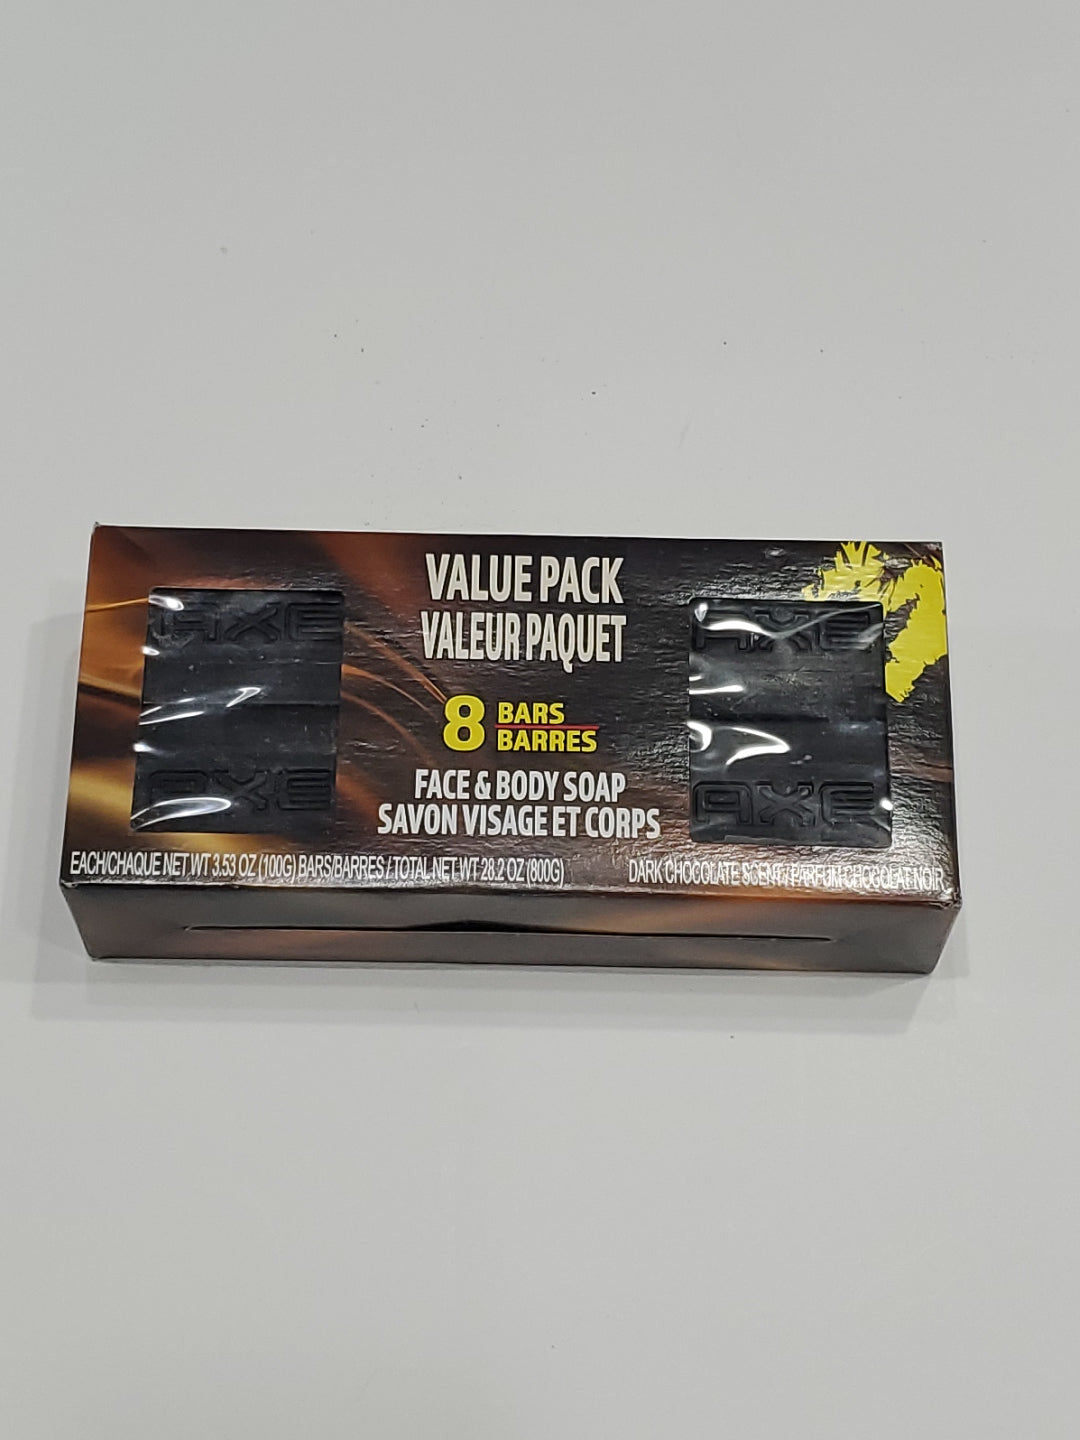 VALUE PACK
VALEUR PAQUET
AXE
AXE
8 BARS
BARRES
AXE
AXE
FACE & BODY SOAP
SAVON VISAGE ET CORPS
EACH/CHAQUE NET WT 3.53 OZ (100G) BARS/BARRES / TOTAL NET WT 28.2 OZ (800G)
DARK CHOCOLATE SCENT / PARFUM CHOCOLAT NOIR